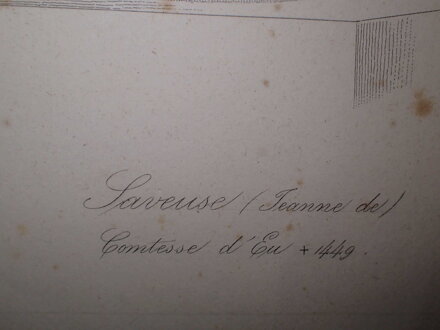 Saveuse (Jeanne de)
Comtesse d'Eu + 1449.